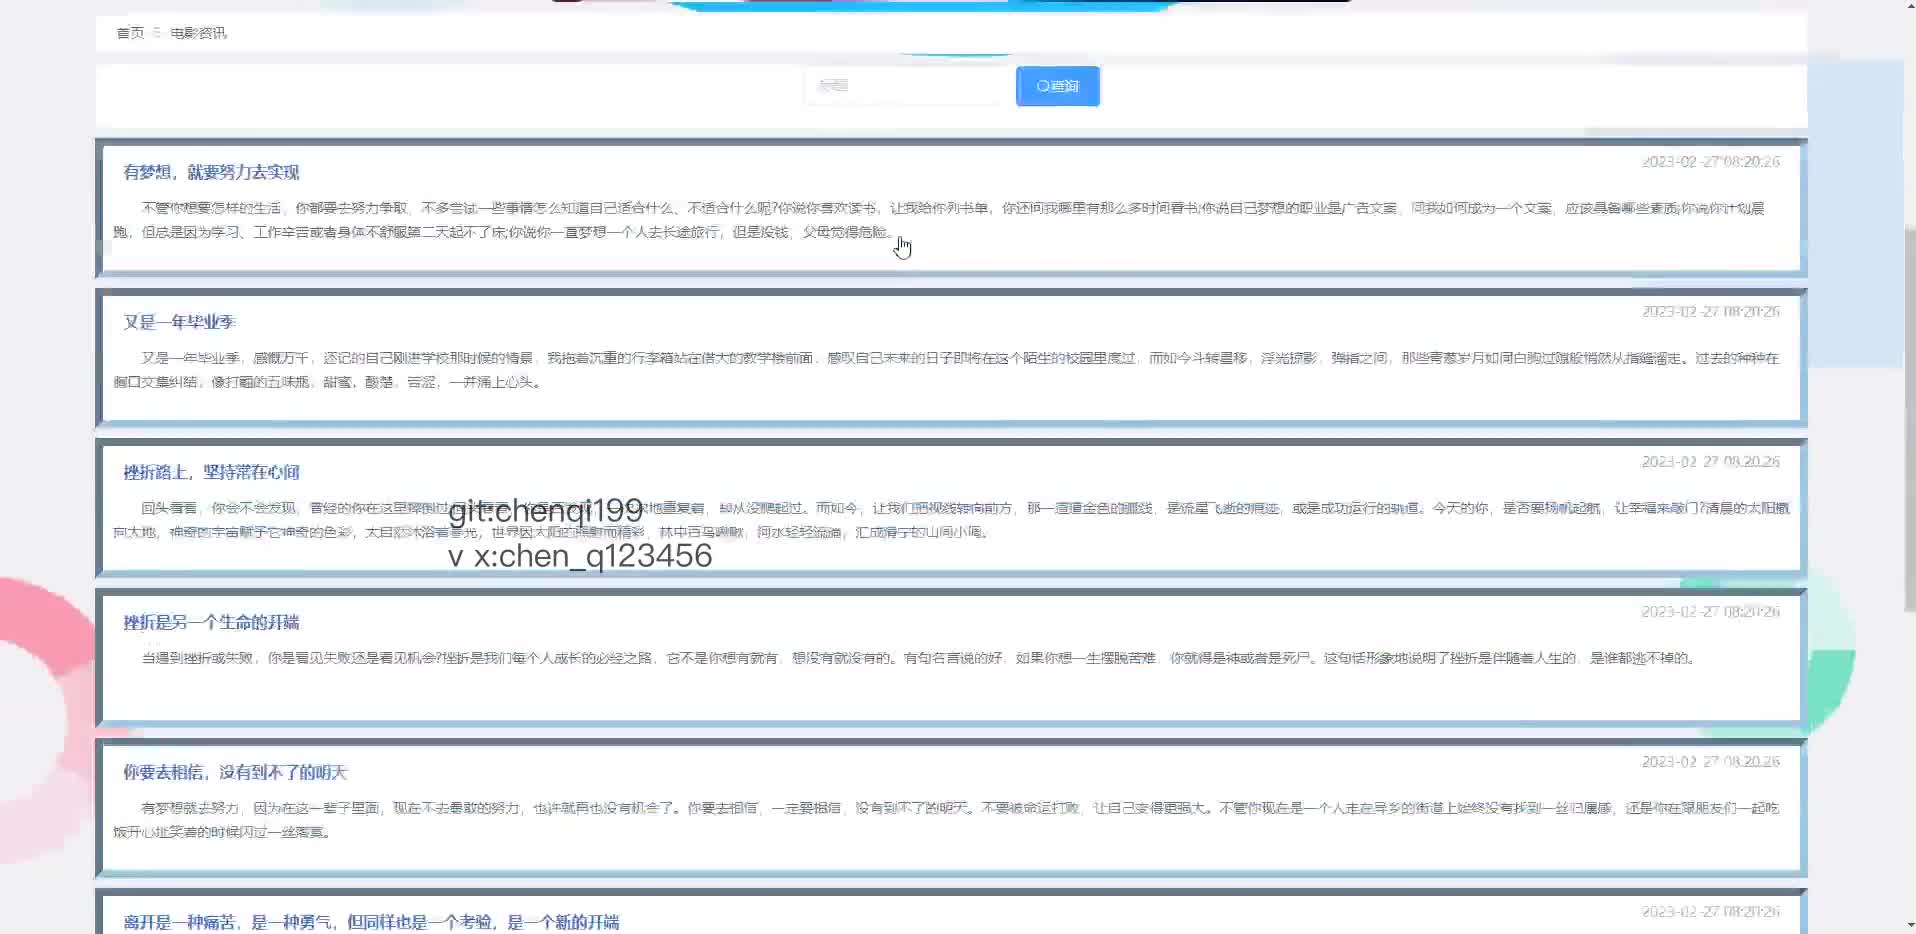 首页
电影资讯
标题
查询
有梦想，就要努力去实现
2023-02-27 08:20:26
不管你想要怎样的生活，你都要去努力争取，不多尝试一些事情怎么知道自己适合什么、不适合什么呢?你说你喜欢读书，让我给你列书单，你还问我哪里有那么多时间看书;你说自己梦想的职业是广告文案，问我如何成为一个文案，应该具备哪些素质;你说你计划晨
跑，但总是因为学习、工作辛苦或者身体不舒服第二天起不了床;你说你一直梦想一个人去长途旅行，但是没钱，父母觉得危险。
又是一年毕业季
2023-02-27 08:20:26
又是一年毕业季，感慨万千，还记的自己刚进学校那时候的情景，我拖着沉重的行李箱站在偌大的教学楼前面，感叹自己未来的日子即将在这个陌生的校园里度过，而如今斗转星移，浮光掠影，弹指之间，那些青葱岁月如同白驹过隙般悄然从指缝溜走。过去的种种在
胸口交集纠结，像打翻的五味瓶，甜蜜，酸楚，苦涩，一并涌上心头。
挫折路上，坚持常在心间
2023-02-27 08:20:26
回头看看，你会不会发现，曾经的你在这里摔倒过;回头看看，你是否发现，一次次地重复着，却从没爬起过。而如今，让我们把视线转向前方，那一道道金色的弧线，是流星飞逝的痕迹，或是成功运行的轨道。今天的你，是否要扬帆起航，让幸福来敲门?清晨的太阳撒
git:chenqi199
向大地，神奇的宇宙赋予它神奇的色彩，大自然沐浴着春光，世界因太阳的照射而精彩，林中百鸟啾啾，河水轻轻流淌，汇成清宁的山间小调。
v x:chen_q123456
挫折是另一个生命的开端
2023-02-27 08:20:26
当遇到挫折或失败，你是看见失败还是看见机会?挫折是我们每个人成长的必经之路，它不是你想有就有，想没有就没有的。有句名言说的好，如果你想一生摆脱苦难，你就得是神或者是死尸。这句话形象地说明了挫折是伴随着人生的，是谁都逃不掉的。
你要去相信，没有到不了的明天
2023-02-27 08:20:26
有梦想就去努力，因为在这一辈子里面，现在不去勇敢的努力，也许就再也没有机会了。你要去相信，一定要相信，没有到不了的明天。不要被命运打败，让自己变得更强大。不管你现在是一个人走在异乡的街道上始终没有找到一丝归属感，还是你在跟朋友们一起吃
饭开心地笑着的时候闪过一丝落寞。
离开是一种痛苦，是一种勇气，但同样也是一个考验，是一个新的开端
2023-02-27 08:20:26